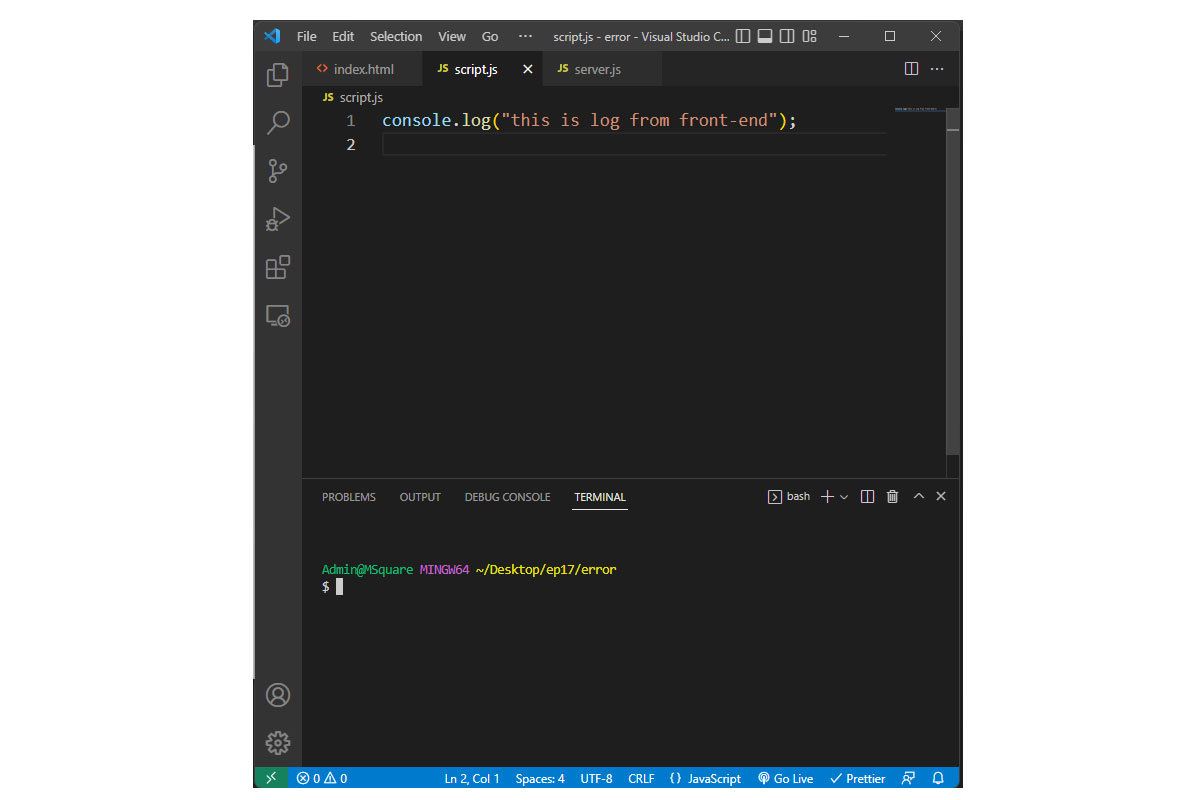 File Edit Selection View Go ··· script.js - error - Visual Studio C...
index.html JS script.js JS server.js
JS script.js
1 console.log("this is log from front-end");
2
PROBLEMS OUTPUT DEBUG CONSOLE TERMINAL bash
Admin@MSquare MINGW64 ~/Desktop/ep17/error
$
0 0 Ln 2, Col 1 Spaces: 4 UTF-8 CRLF {} JavaScript Go Live Prettier